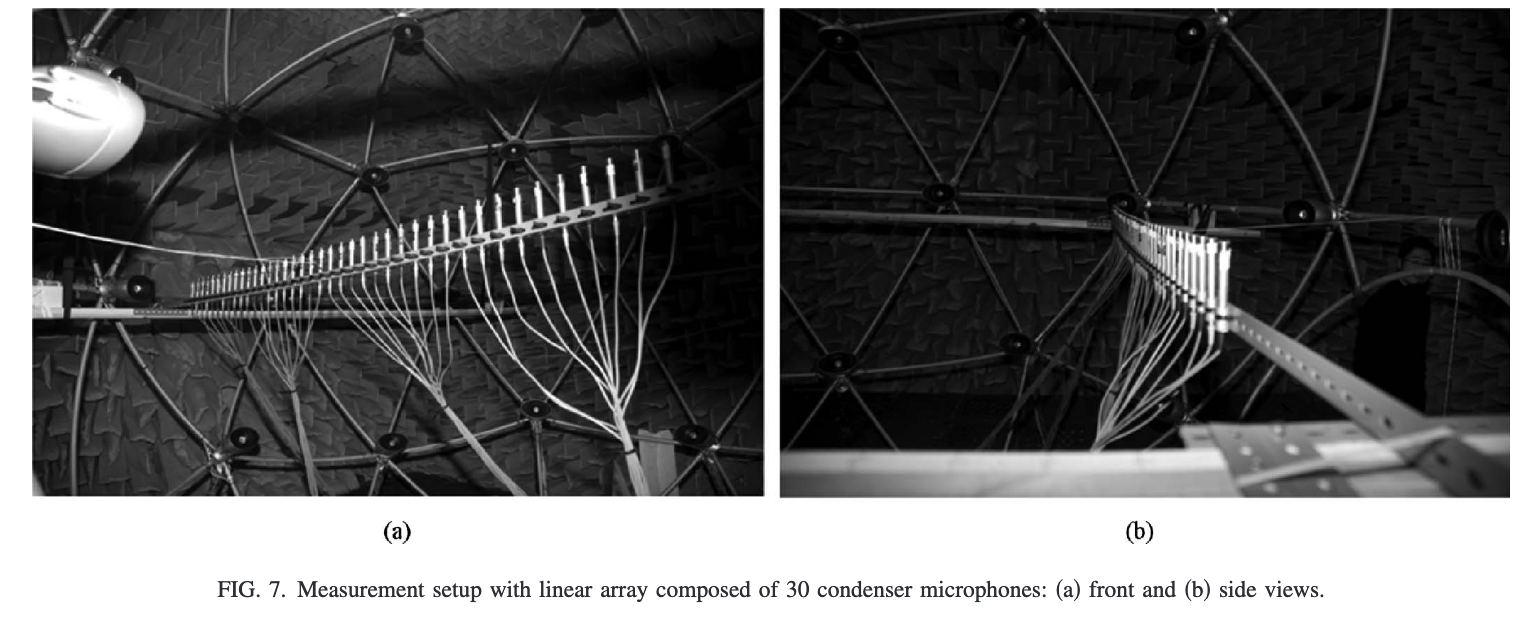 (a)
(b)
FIG. 7. Measurement setup with linear array composed of 30 condenser microphones: (a) front and (b) side views.